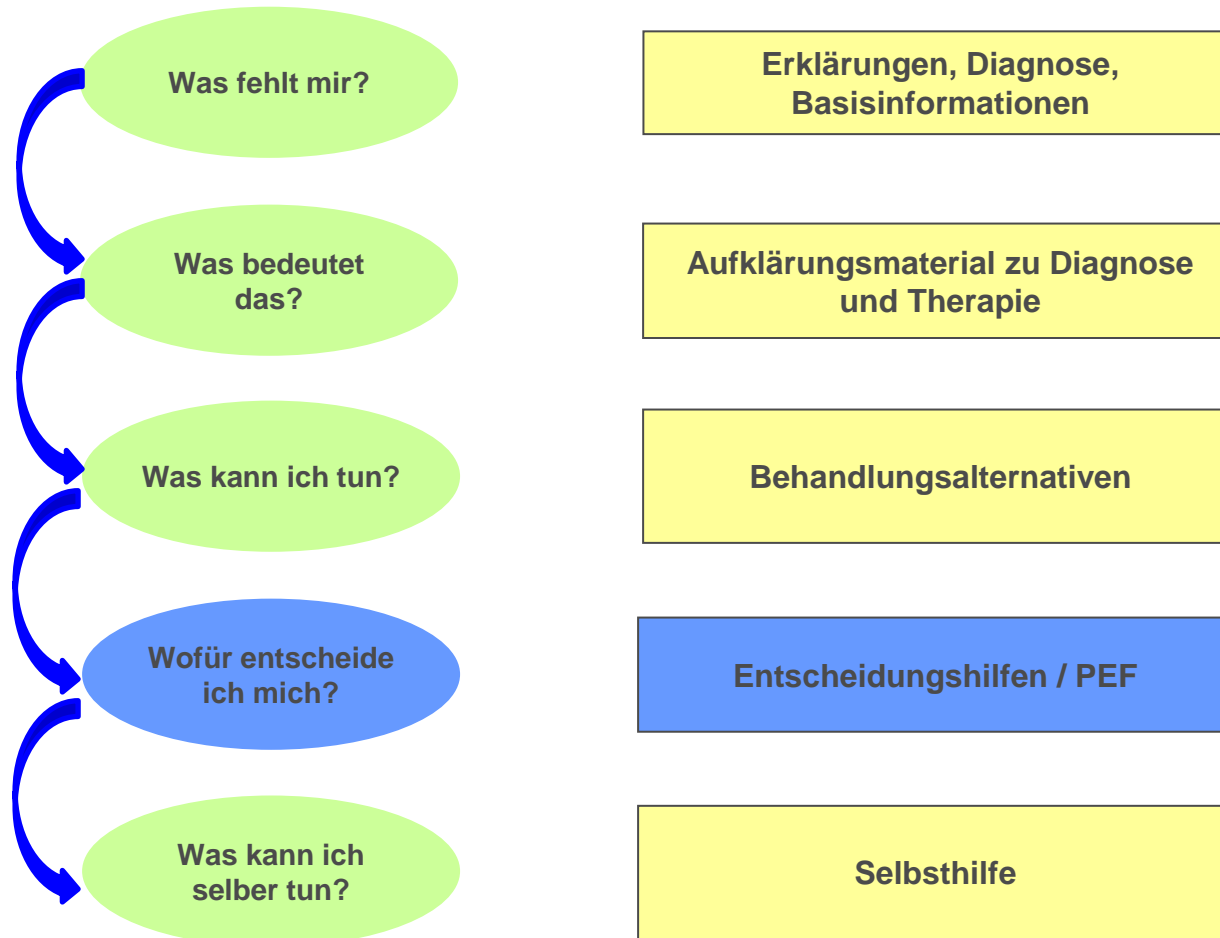 Was fehlt mir?
Erklärungen, Diagnose,
Basisinformationen
Was bedeutet
das?
Aufklärungsmaterial zu Diagnose
und Therapie
Was kann ich tun?
Behandlungsalternativen
Wofür entscheide
ich mich?
Entscheidungshilfen / PEF
Was kann ich
selber tun?
Selbsthilfe